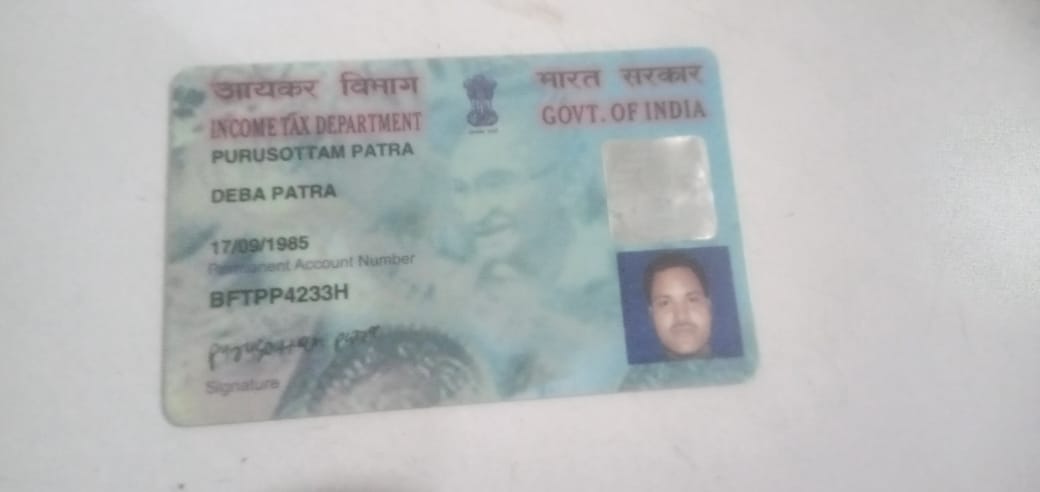 आयकर विभाग
भारत सरकार
INCOME TAX DEPARTMENT
GOVT. OF INDIA
PURUSOTTAM PATRA
DEBA PATRA
17/09/1985
Permanent Account Number
BFTPP4233H
Signature